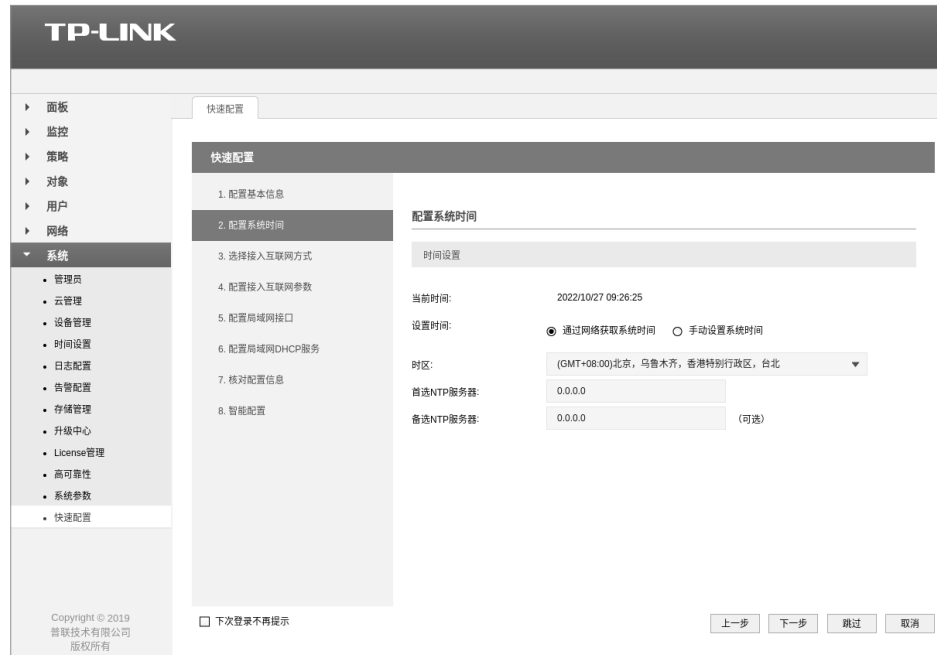 TP-LINK
面板
监控
策略
对象
用户
网络
系统
管理员
云管理
设备管理
时间设置
日志配置
告警配置
存储管理
升级中心
License管理
高可靠性
系统参数
快速配置
Copyright © 2019
普联技术有限公司
版权所有
快速配置
快速配置
1. 配置基本信息
2. 配置系统时间
3. 选择接入互联网方式
4. 配置接入互联网参数
5. 配置局域网接口
6. 配置局域网DHCP服务
7. 核对配置信息
8. 智能配置
配置系统时间
时间设置
当前时间: 2022/10/27 09:26:25
设置时间: 通过网络获取系统时间 手动设置系统时间
时区: (GMT+08:00)北京，乌鲁木齐，香港特别行政区，台北
首选NTP服务器: 0.0.0.0
备选NTP服务器: 0.0.0.0 （可选）
下次登录不再提示 上一步 下一步 跳过 取消